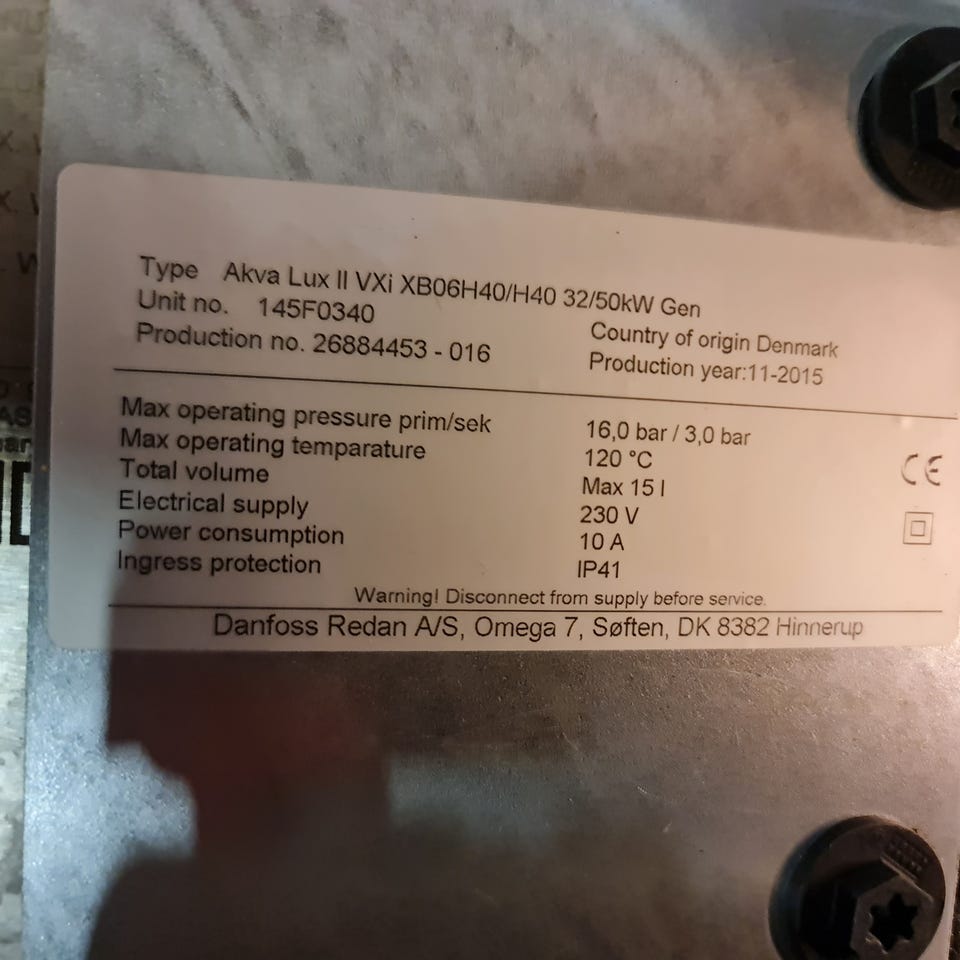 Type Akva Lux II VXi XB06H40/H40 32/50kW Gen
Unit no. 145F0340
Country of origin Denmark
Production no. 26884453 - 016
Production year:11-2015
Max operating pressure prim/sek 16,0 bar / 3,0 bar
Max operating temparature 120 °C
Total volume Max 15 l
Electrical supply 230 V
Power consumption 10 A
Ingress protection IP41
CE
Warning! Disconnect from supply before service.
Danfoss Redan A/S, Omega 7, Søften, DK 8382 Hinnerup